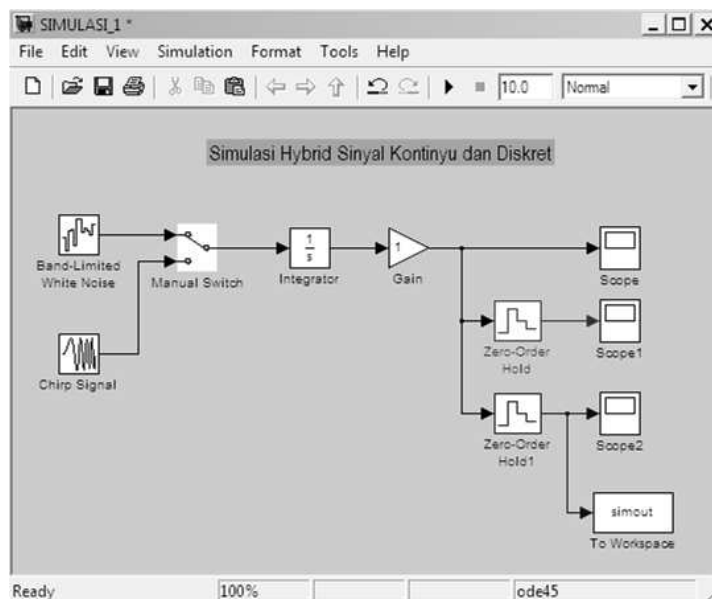 SIMULASI_1 *
File Edit View Simulation Format Tools Help
10.0 Normal
Simulasi Hybrid Sinyal Kontinyu dan Diskret
Band-Limited
White Noise
Manual Switch
1
s
Integrator
1
Gain
Scope
Zero-Order
Hold
Scope1
Chirp Signal
Zero-Order
Hold1
Scope2
simout
To Workspace
Ready 100% ode45